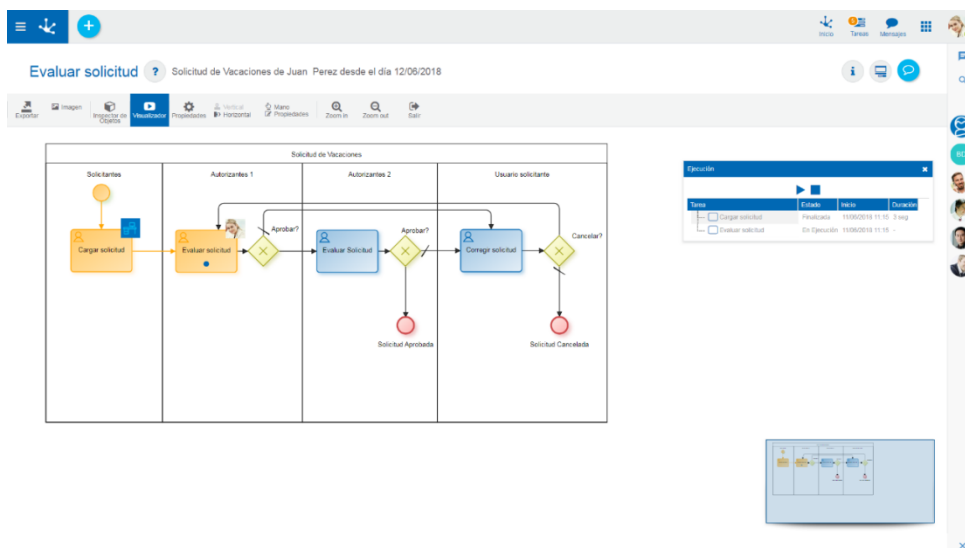 Inicio
Tareas
Mensajes
Evaluar solicitud
?
Solicitud de Vacaciones de Juan Perez desde el día 12/06/2018
i
Exportar
Imagen
Inspector de Objetos
Visualizador
Propiedades
Vertical
Horizontal
Mano
Propiedades
Zoom in
Zoom out
Salir
Solicitud de Vacaciones
Solicitantes
Autorizantes 1
Autorizantes 2
Usuario solicitante
Cargar solicitud
Evaluar solicitud
Aprobar?
Evaluar Solicitud
Aprobar?
Corregir solicitud
Cancelar?
Solicitud Aprobada
Solicitud Cancelada
Ejecución
Tarea Estado Inicio Duración
Cargar solicitud Finalizada 11/06/2018 11:15 3 seg
Evaluar solicitud En Ejecución 11/06/2018 11:15 -